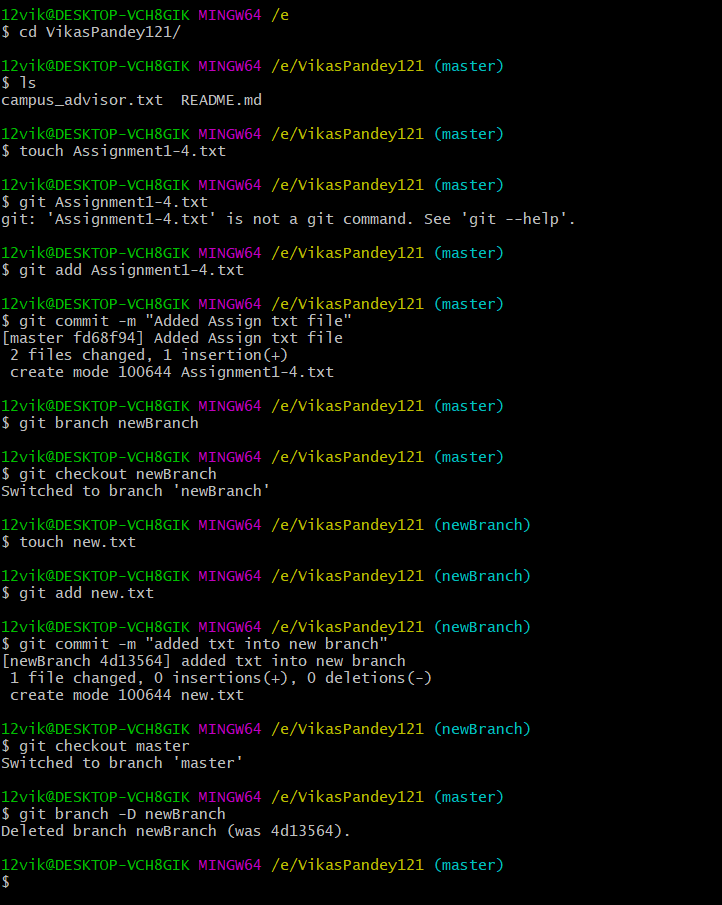 12vik@DESKTOP-VCH8GIK MINGW64 /e
$ cd VikasPandey121/
12vik@DESKTOP-VCH8GIK MINGW64 /e/VikasPandey121 (master)
$ ls
campus_advisor.txt  README.md
12vik@DESKTOP-VCH8GIK MINGW64 /e/VikasPandey121 (master)
$ touch Assignment1-4.txt
12vik@DESKTOP-VCH8GIK MINGW64 /e/VikasPandey121 (master)
$ git Assignment1-4.txt
git: 'Assignment1-4.txt' is not a git command. See 'git --help'.
12vik@DESKTOP-VCH8GIK MINGW64 /e/VikasPandey121 (master)
$ git add Assignment1-4.txt
12vik@DESKTOP-VCH8GIK MINGW64 /e/VikasPandey121 (master)
$ git commit -m "Added Assign txt file"
[master fd68f94] Added Assign txt file
 2 files changed, 1 insertion(+)
 create mode 100644 Assignment1-4.txt
12vik@DESKTOP-VCH8GIK MINGW64 /e/VikasPandey121 (master)
$ git branch newBranch
12vik@DESKTOP-VCH8GIK MINGW64 /e/VikasPandey121 (master)
$ git checkout newBranch
Switched to branch 'newBranch'
12vik@DESKTOP-VCH8GIK MINGW64 /e/VikasPandey121 (newBranch)
$ touch new.txt
12vik@DESKTOP-VCH8GIK MINGW64 /e/VikasPandey121 (newBranch)
$ git add new.txt
12vik@DESKTOP-VCH8GIK MINGW64 /e/VikasPandey121 (newBranch)
$ git commit -m "added txt into new branch"
[newBranch 4d13564] added txt into new branch
 1 file changed, 0 insertions(+), 0 deletions(-)
 create mode 100644 new.txt
12vik@DESKTOP-VCH8GIK MINGW64 /e/VikasPandey121 (newBranch)
$ git checkout master
Switched to branch 'master'
12vik@DESKTOP-VCH8GIK MINGW64 /e/VikasPandey121 (master)
$ git branch -D newBranch
Deleted branch newBranch (was 4d13564).
12vik@DESKTOP-VCH8GIK MINGW64 /e/VikasPandey121 (master)
$